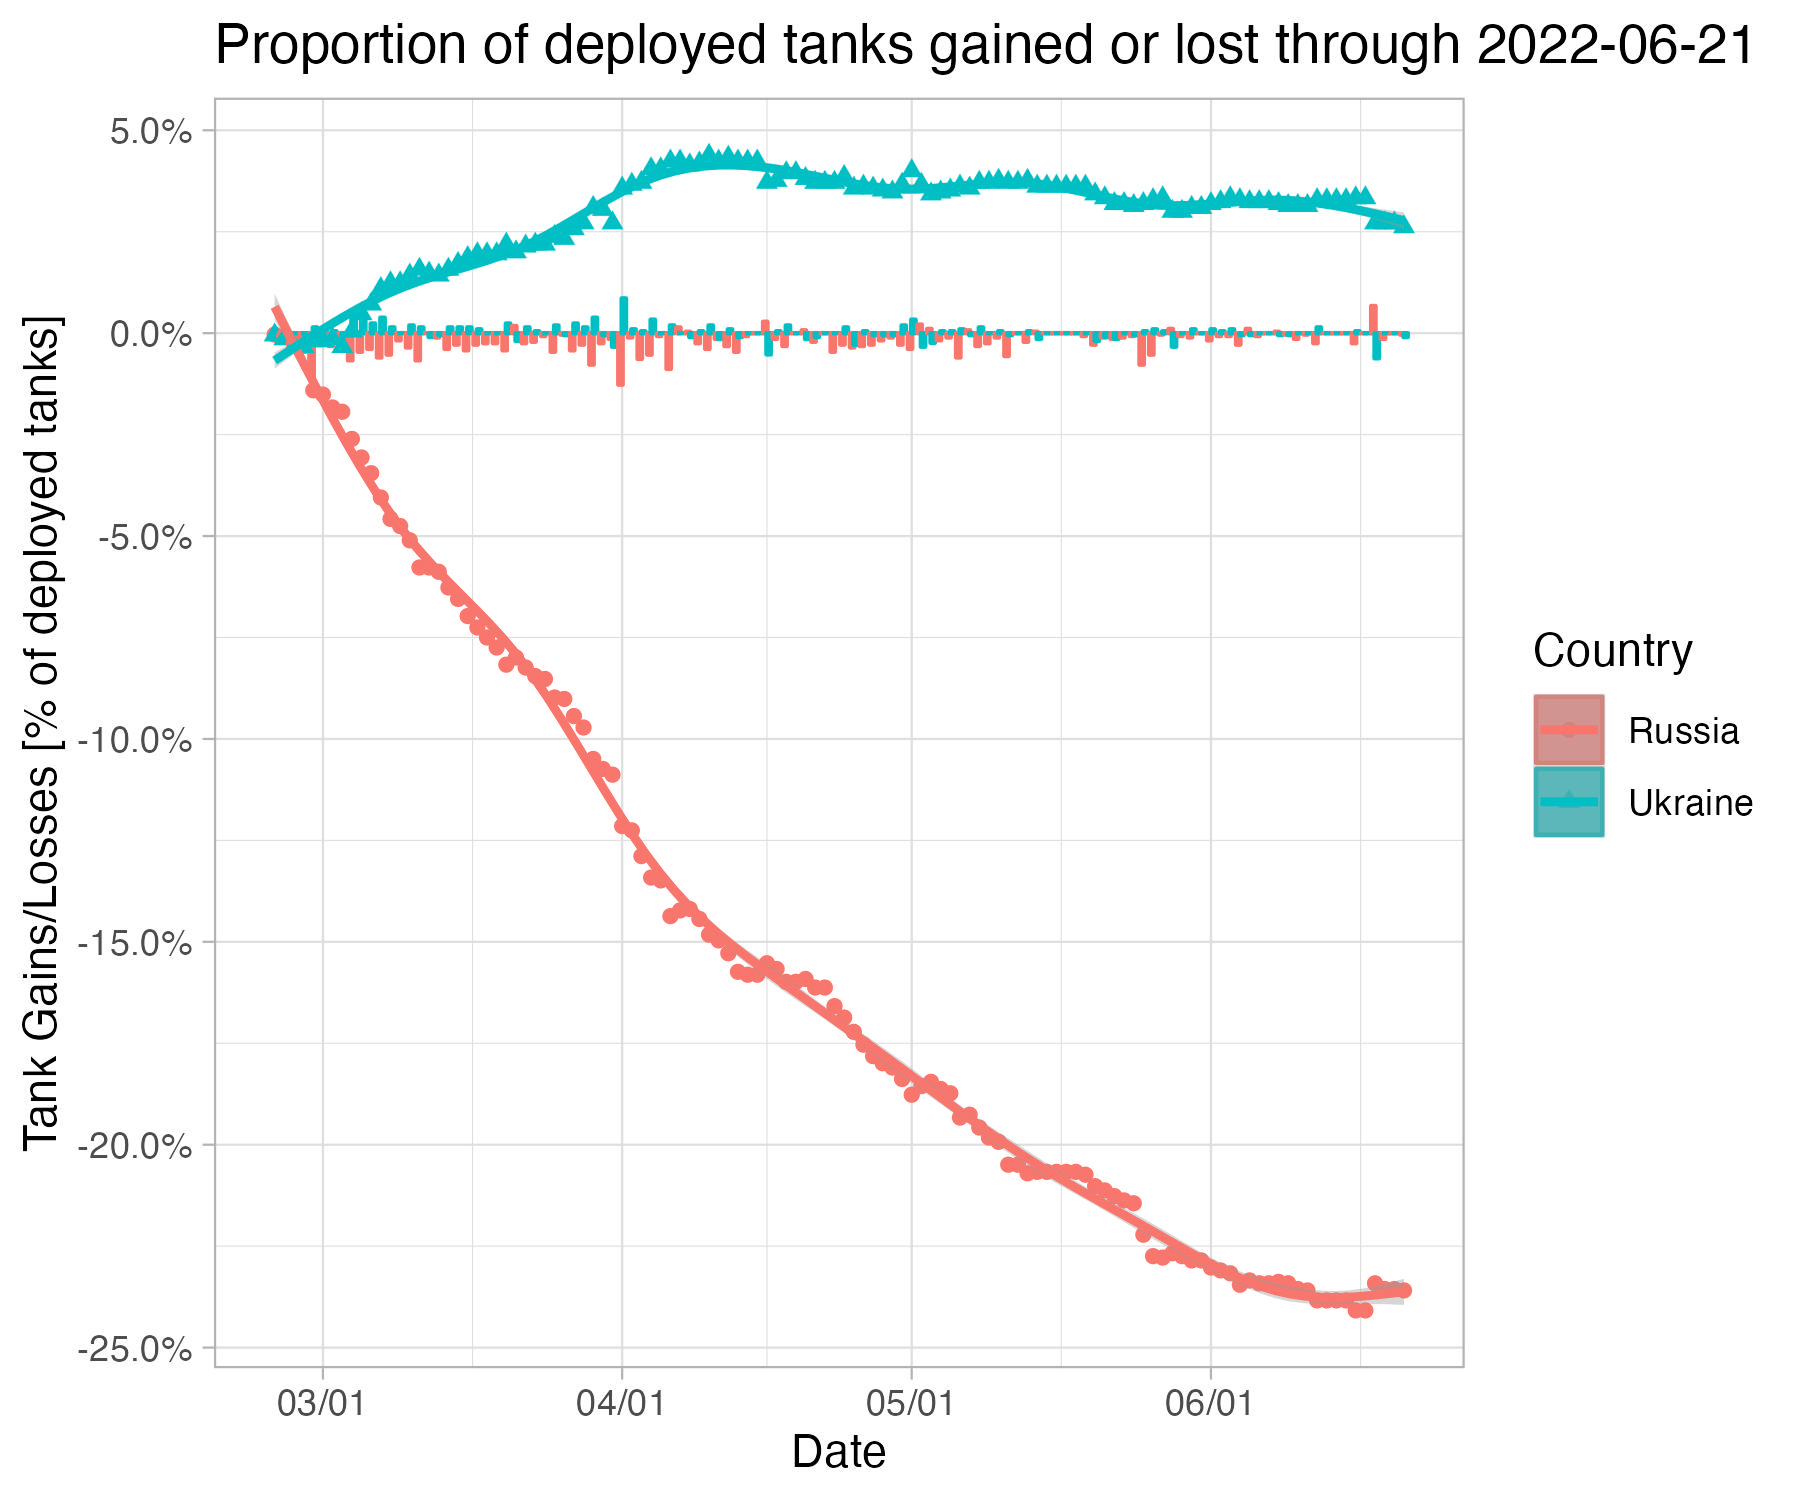 Proportion of deployed tanks gained or lost through 2022-06-21
Tank Gains/Losses [% of deployed tanks]
5.0%
0.0%
-5.0%
-10.0%
-15.0%
-20.0%
-25.0%
03/01
04/01
05/01
06/01
Date
Country
Russia
Ukraine